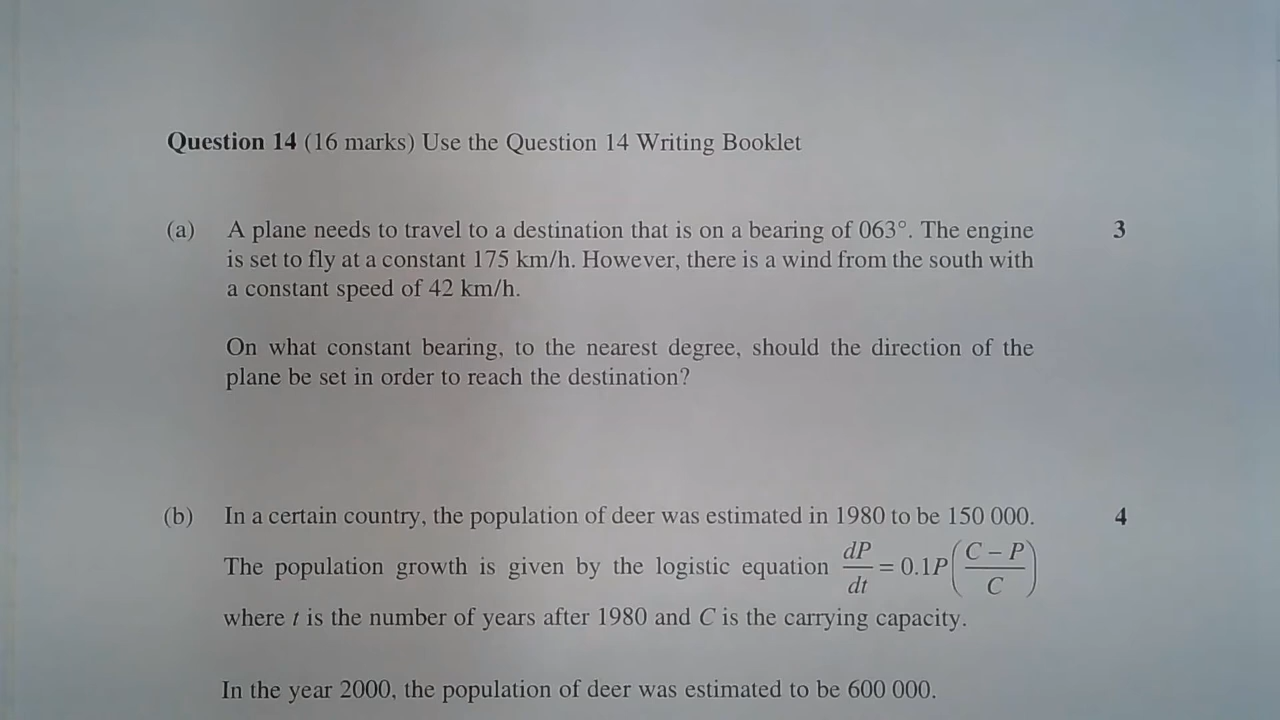 Question 14 (16 marks) Use the Question 14 Writing Booklet
(a) A plane needs to travel to a destination that is on a bearing of 063°. The engine 3
is set to fly at a constant 175 km/h. However, there is a wind from the south with
a constant speed of 42 km/h.
On what constant bearing, to the nearest degree, should the direction of the
plane be set in order to reach the destination?
(b) In a certain country, the population of deer was estimated in 1980 to be 150 000. 4
The population growth is given by the logistic equation dP/dt = 0.1P((C – P)/C)
where t is the number of years after 1980 and C is the carrying capacity.
In the year 2000, the population of deer was estimated to be 600 000.